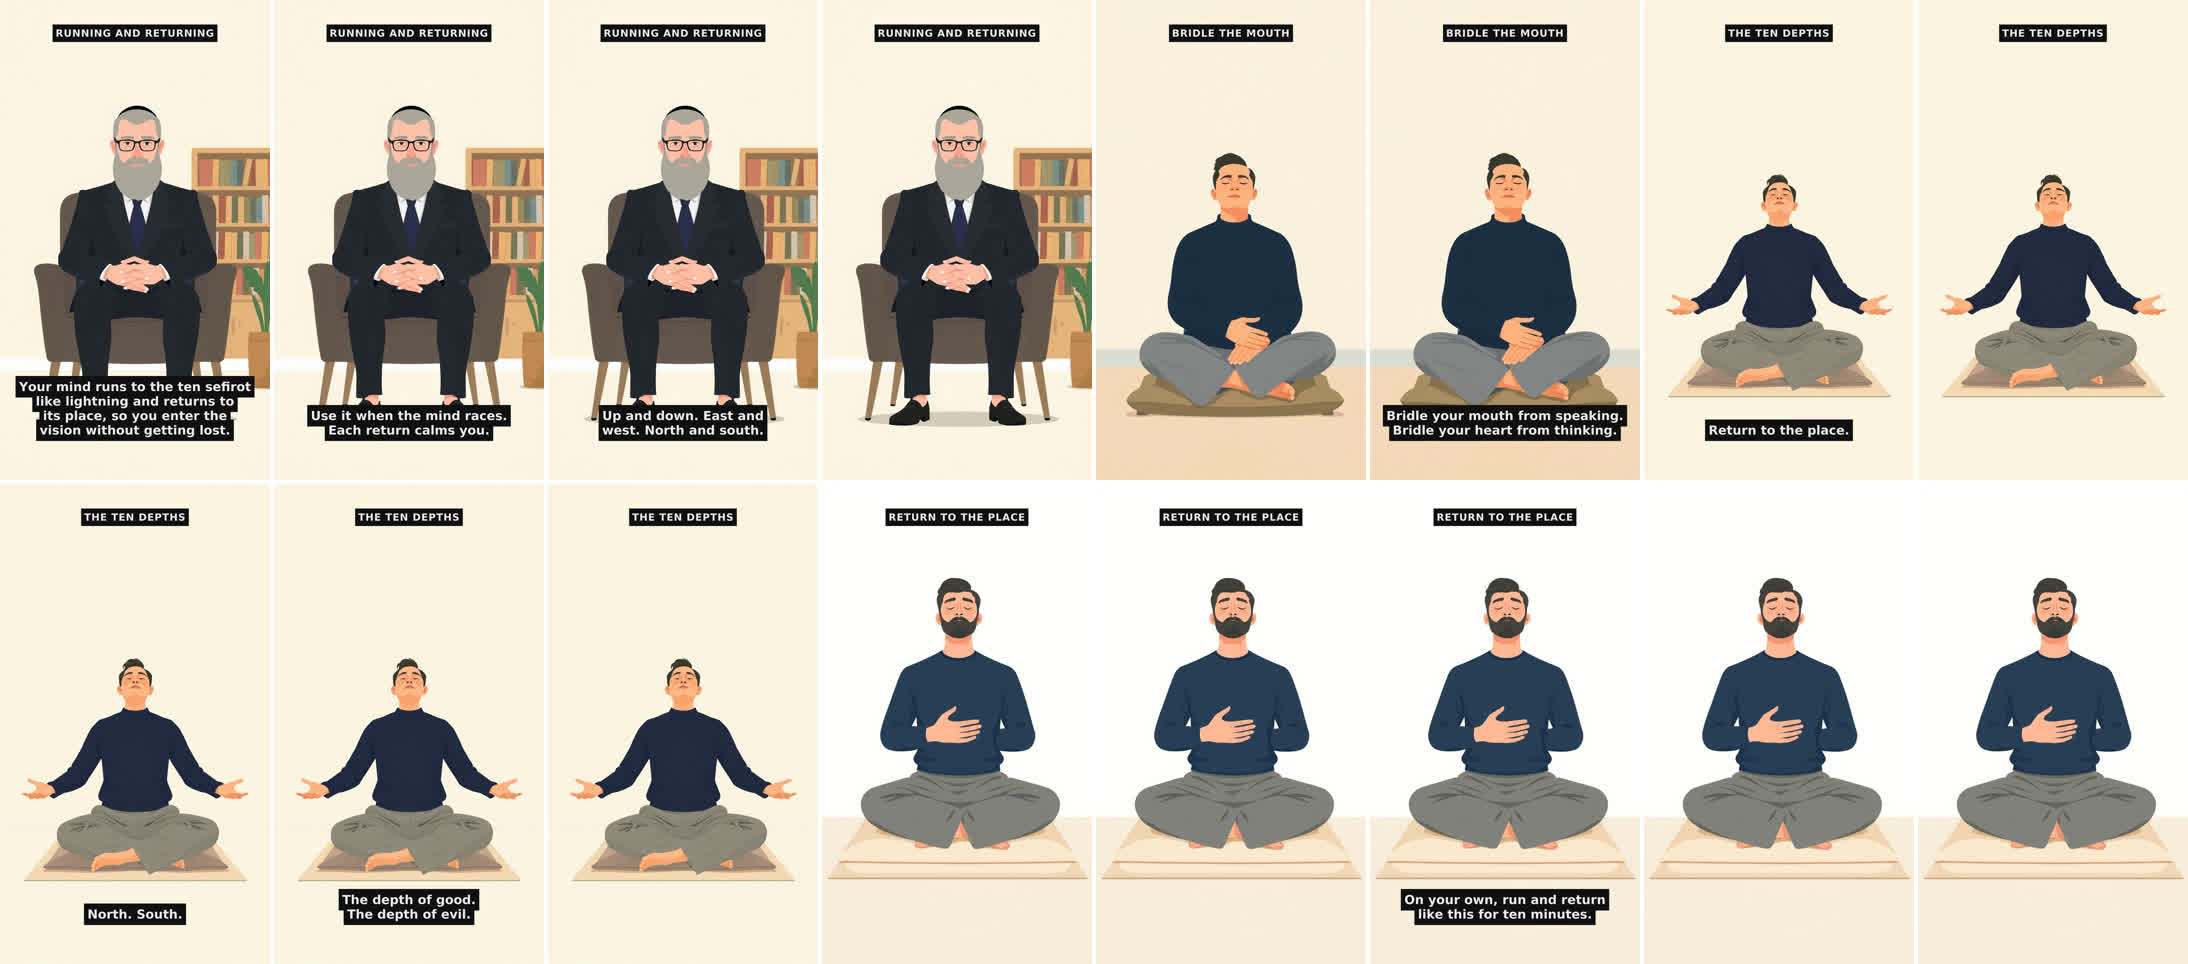 RUNNING AND RETURNING
Your mind runs to the ten sefirot
like lightning and returns to
its place, so you enter the
vision without getting lost.
RUNNING AND RETURNING
Use it when the mind races.
Each return calms you.
RUNNING AND RETURNING
Up and down. East and
west. North and south.
RUNNING AND RETURNING
BRIDLE THE MOUTH
BRIDLE THE MOUTH
Bridle your mouth from speaking.
Bridle your heart from thinking.
THE TEN DEPTHS
Return to the place.
THE TEN DEPTHS
THE TEN DEPTHS
North. South.
THE TEN DEPTHS
The depth of good.
The depth of evil.
THE TEN DEPTHS
RETURN TO THE PLACE
RETURN TO THE PLACE
RETURN TO THE PLACE
On your own, run and return
like this for ten minutes.